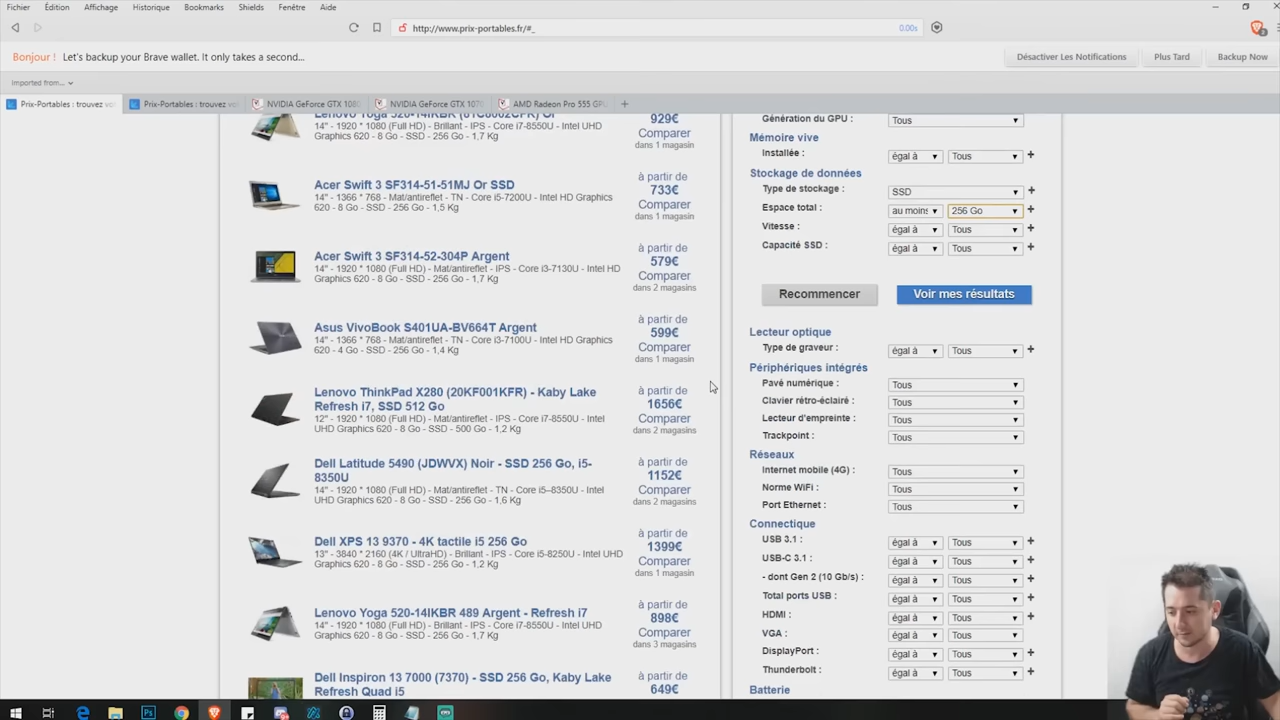 Fichier Édition Affichage Historique Bookmarks Shields Fenêtre Aide
http://www.prix-portables.fr/#_ 0.00s 2
Bonjour ! Let's backup your Brave wallet. It only takes a second... Désactiver Les Notifications Plus Tard Backup Now
Imported from...
Prix-Portables : trouvez vo Prix-Portables : trouvez vo NVIDIA GeForce GTX 108 NVIDIA GeForce GTX 107 AMD Radeon Pro 555 GPU
Lenovo Yoga 520-14IKBR (81C8002CFR) Or
14" - 1920 * 1080 (Full HD) - Brillant - IPS - Core i7-8550U - Intel UHD
Graphics 620 - 8 Go - SSD - 256 Go - 1,7 Kg
929€
Comparer
dans 1 magasin
Acer Swift 3 SF314-51-51MJ Or SSD
14" - 1366 * 768 - Mat/antireflet - TN - Core i5-7200U - Intel HD Graphics
620 - 8 Go - SSD - 256 Go - 1,5 Kg
à partir de
733€
Comparer
dans 1 magasin
Acer Swift 3 SF314-52-304P Argent
14" - 1920 * 1080 (Full HD) - Mat/antireflet - IPS - Core i3-7130U - Intel HD
Graphics 620 - 8 Go - SSD - 256 Go - 1,7 Kg
à partir de
579€
Comparer
dans 2 magasins
Asus VivoBook S401UA-BV664T Argent
14" - 1366 * 768 - Mat/antireflet - TN - Core i3-7100U - Intel HD Graphics
620 - 4 Go - SSD - 256 Go - 1,4 Kg
à partir de
599€
Comparer
dans 1 magasin
Lenovo ThinkPad X280 (20KF001KFR) - Kaby Lake
Refresh i7, SSD 512 Go
12" - 1920 * 1080 (Full HD) - Mat/antireflet - IPS - Core i7-8550U - Intel
UHD Graphics 620 - 8 Go - SSD - 500 Go - 1,2 Kg
à partir de
1656€
Comparer
dans 2 magasins
Dell Latitude 5490 (JDWVX) Noir - SSD 256 Go, i5-
8350U
14" - 1920 * 1080 (Full HD) - Mat/antireflet - TN - Core i5–8350U - Intel
UHD Graphics 620 - 8 Go - SSD - 256 Go - 1,6 Kg
à partir de
1152€
Comparer
dans 2 magasins
Dell XPS 13 9370 - 4K tactile i5 256 Go
13" - 3840 * 2160 (4K / UltraHD) - Brillant - IPS - Core i5-8250U - Intel UHD
Graphics 620 - 8 Go - SSD - 256 Go - 1,2 Kg
à partir de
1399€
Comparer
dans 1 magasin
Lenovo Yoga 520-14IKBR 489 Argent - Refresh i7
14" - 1920 * 1080 (Full HD) - Brillant - IPS - Core i7-8550U - Intel UHD
Graphics 620 - 8 Go - SSD - 256 Go - 1,7 Kg
à partir de
898€
Comparer
dans 3 magasins
Dell Inspiron 13 7000 (7370) - SSD 256 Go, Kaby Lake
Refresh Quad i5
à partir de
649€
Génération du GPU : Tous
Mémoire vive
Installée : égal à Tous +
Stockage de données
Type de stockage : SSD +
Espace total : au moins 256 Go +
Vitesse : égal à Tous +
Capacité SSD : égal à Tous +
Recommencer Voir mes résultats
Lecteur optique
Type de graveur : égal à Tous +
Périphériques intégrés
Pavé numérique : Tous
Clavier rétro-éclairé : Tous
Lecteur d'empreinte : Tous
Trackpoint : Tous
Réseaux
Internet mobile (4G) : Tous
Norme WiFi : Tous
Port Ethernet : Tous
Connectique
USB 3.1 : égal à Tous +
USB-C 3.1 : égal à Tous +
- dont Gen 2 (10 Gb/s) : égal à Tous +
Total ports USB : égal à Tous +
HDMI : égal à Tous +
VGA : égal à Tous +
DisplayPort : égal à Tous +
Thunderbolt : égal à Tous +
Batterie